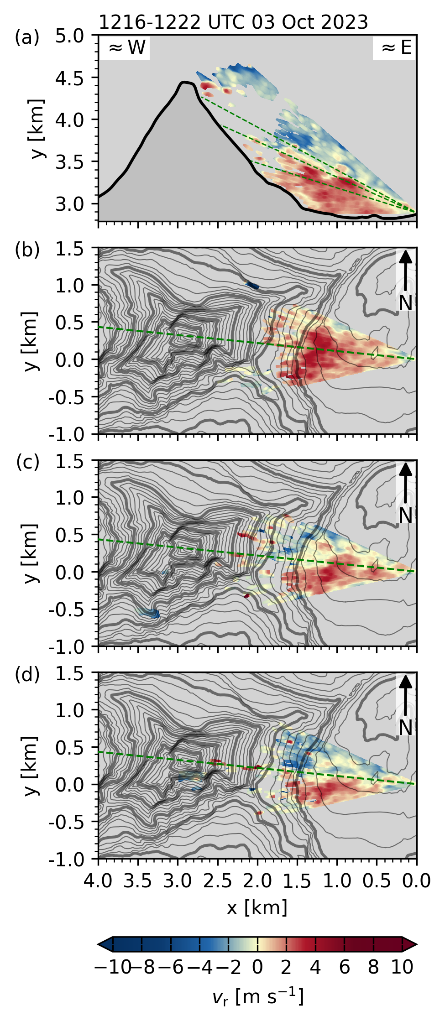 1216-1222 UTC 03 Oct 2023
(a)
≈ W
≈ E
5.0
4.5
4.0
3.5
3.0
y [km]
(b)
1.5
1.0
0.5
0.0
-0.5
-1.0
y [km]
N
(c)
1.5
1.0
0.5
0.0
-0.5
-1.0
y [km]
N
(d)
1.5
1.0
0.5
0.0
-0.5
-1.0
y [km]
N
4.0 3.5 3.0 2.5 2.0 1.5 1.0 0.5 0.0
x [km]
−10 −8 −6 −4 −2 0 2 4 6 8 10
v_r [m s⁻¹]